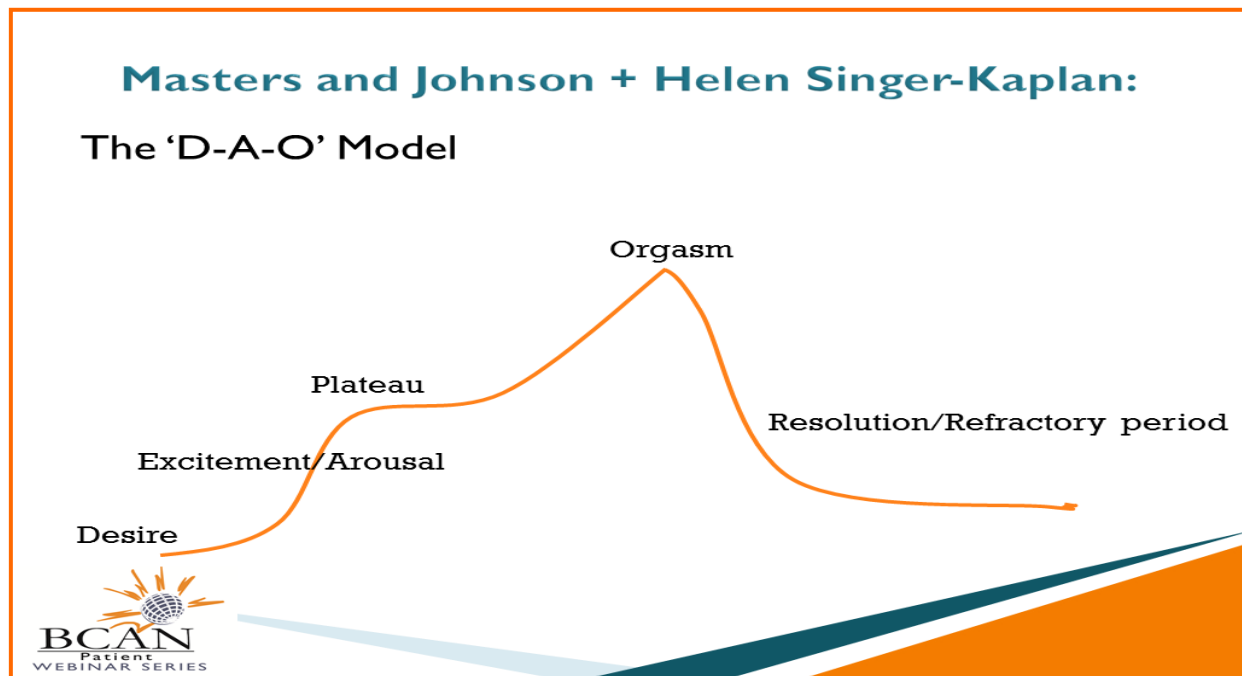 Masters and Johnson + Helen Singer-Kaplan:
The ‘D-A-O’ Model
Orgasm
Plateau
Resolution/Refractory period
Excitement/Arousal
Desire
BCAN
Patient
WEBINAR SERIES